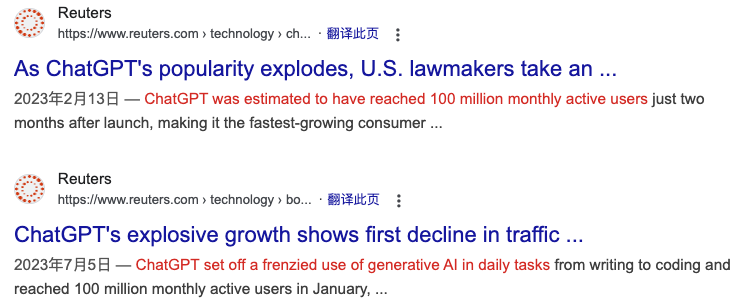 Reuters
https://www.reuters.com › technology › ch... · 翻译此页
As ChatGPT's popularity explodes, U.S. lawmakers take an ...
2023年2月13日 — ChatGPT was estimated to have reached 100 million monthly active users just two
months after launch, making it the fastest-growing consumer ...
Reuters
https://www.reuters.com › technology › bo... · 翻译此页
ChatGPT's explosive growth shows first decline in traffic ...
2023年7月5日 — ChatGPT set off a frenzied use of generative AI in daily tasks from writing to coding and
reached 100 million monthly active users in January, ...